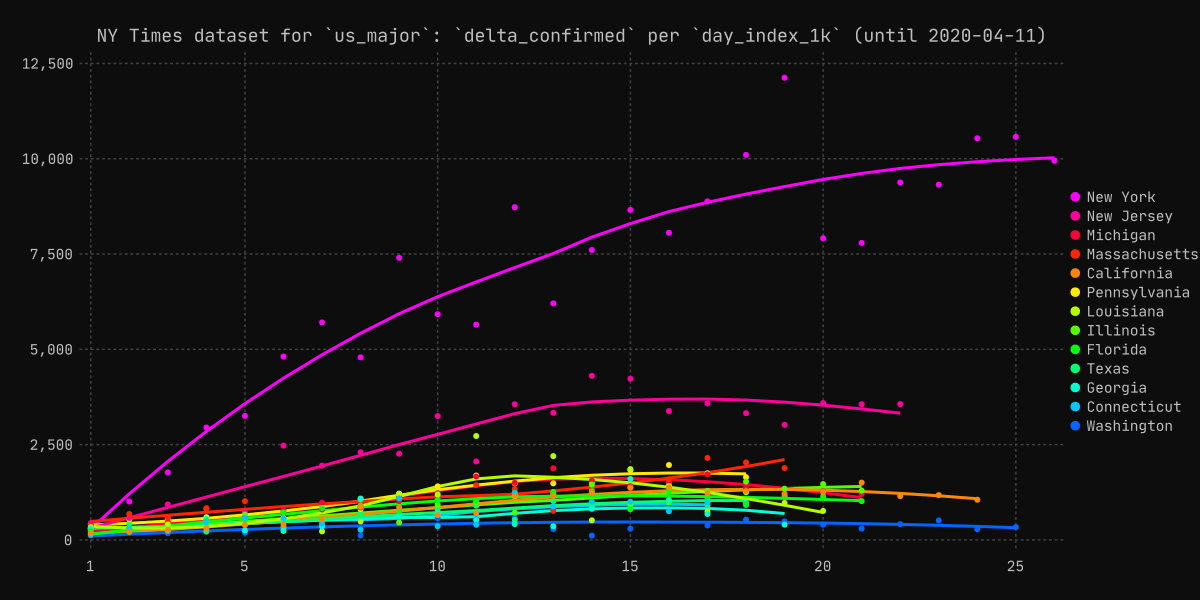 NY Times dataset for `us_major`: `delta_confirmed` per `day_index_1k` (until 2020-04-11)
12,500
10,000
7,500
5,000
2,500
0
1 5 10 15 20 25
New York
New Jersey
Michigan
Massachusetts
California
Pennsylvania
Louisiana
Illinois
Florida
Texas
Georgia
Connecticut
Washington